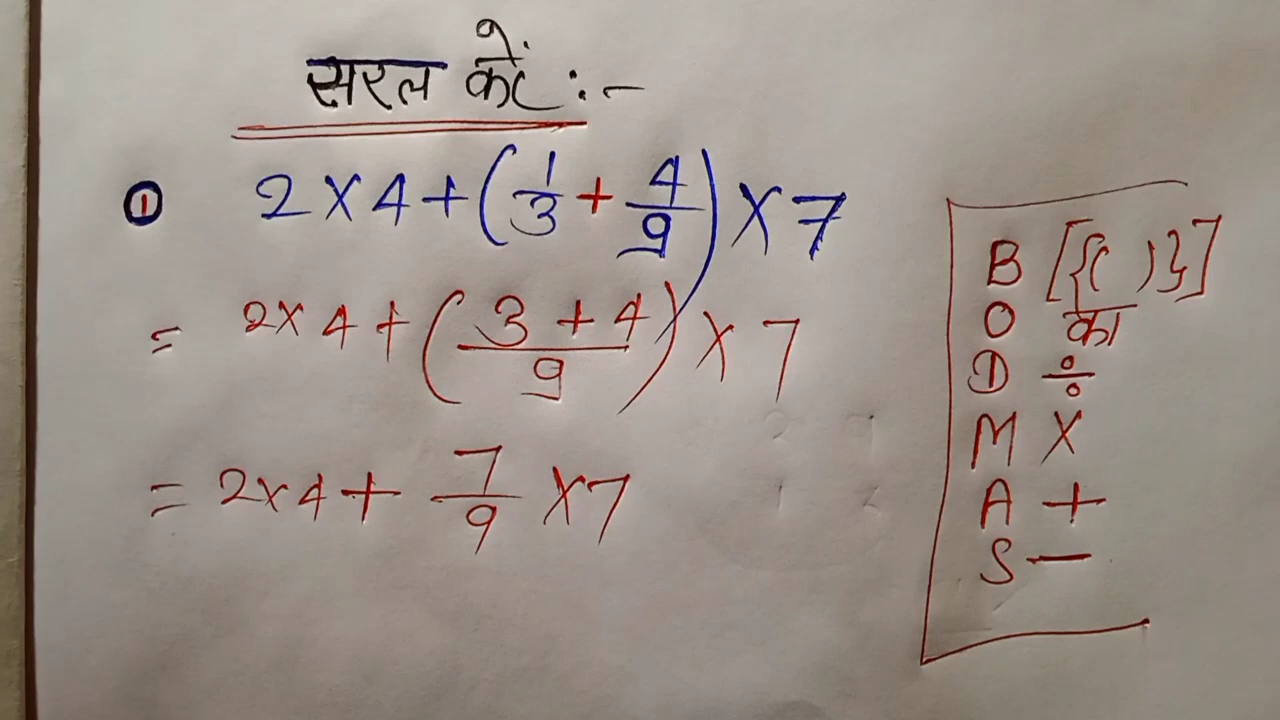 सरल करें :-
① 2 × 4 + (1/3 + 4/9) × 7
= 2 × 4 + ((3 + 4)/9) × 7
= 2 × 4 + 7/9 × 7
B [{( )}]
O का
D ÷
M ×
A +
S —